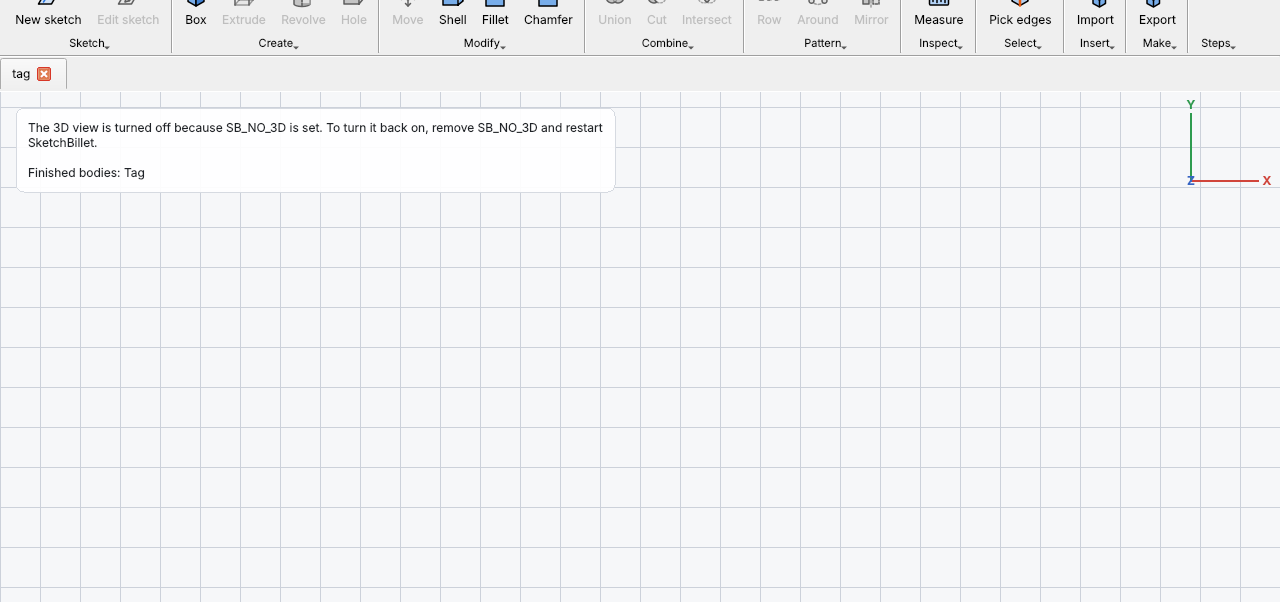 New sketch Edit sketch Box Extrude Revolve Hole Move Shell Fillet Chamfer Union Cut Intersect Row Around Mirror Measure Pick edges Import Export
Sketch Create Modify Combine Pattern Inspect Select Insert Make Steps
tag
The 3D view is turned off because SB_NO_3D is set. To turn it back on, remove SB_NO_3D and restart
SketchBillet.
Finished bodies: Tag
Y
Z X